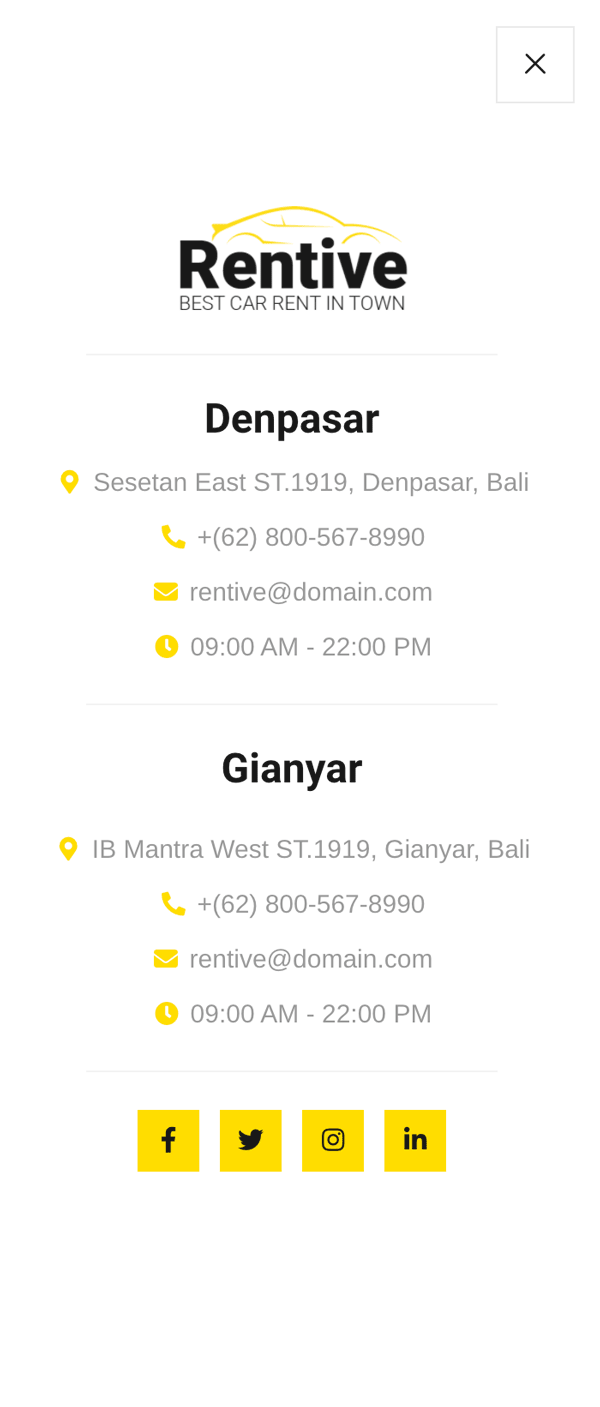 Rentive
BEST CAR RENT IN TOWN
Denpasar
Sesetan East ST.1919, Denpasar, Bali
+(62) 800-567-8990
rentive@domain.com
09:00 AM - 22:00 PM
Gianyar
IB Mantra West ST.1919, Gianyar, Bali
+(62) 800-567-8990
rentive@domain.com
09:00 AM - 22:00 PM